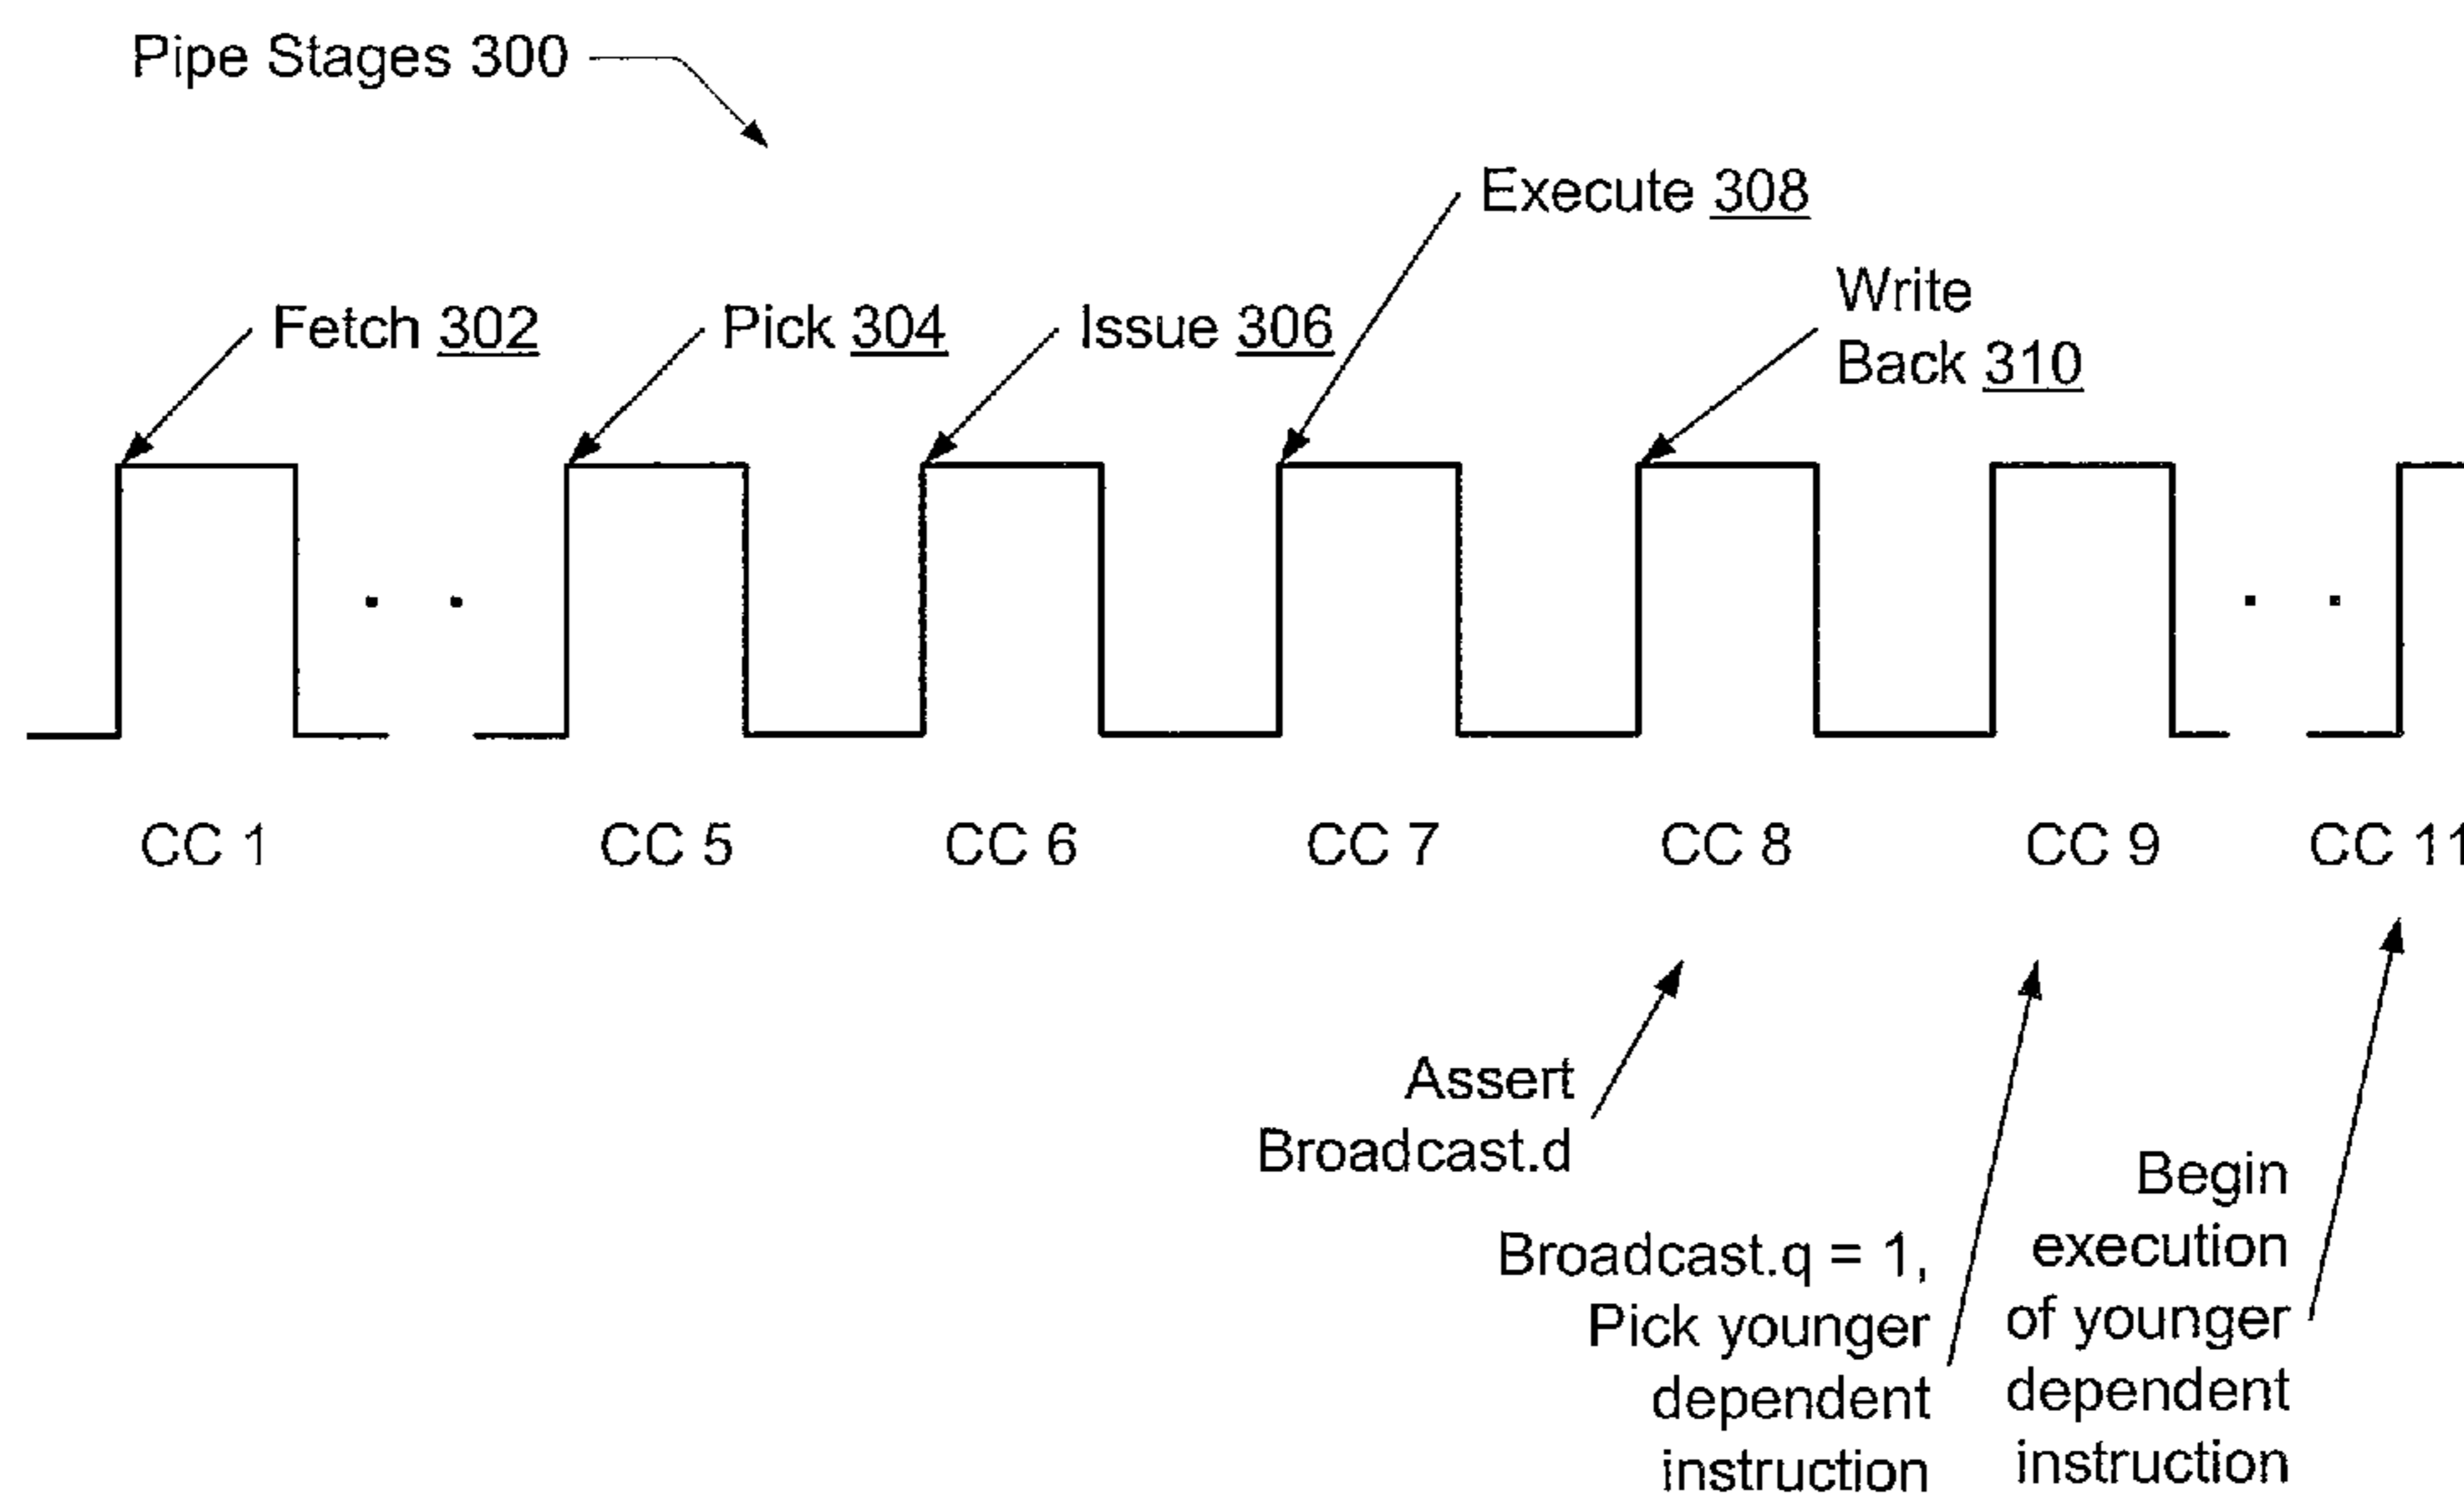 Pipe Stages 300
Execute 308
Write
Back 310
Fetch 302
Pick 304
Issue 306
CC 1
CC 5
CC 6
CC 7
CC 8
CC 9
CC 11
Assert
Broadcast.d
Broadcast.q = 1,
Pick younger
dependent
instruction
Begin
execution
of younger
dependent
instruction